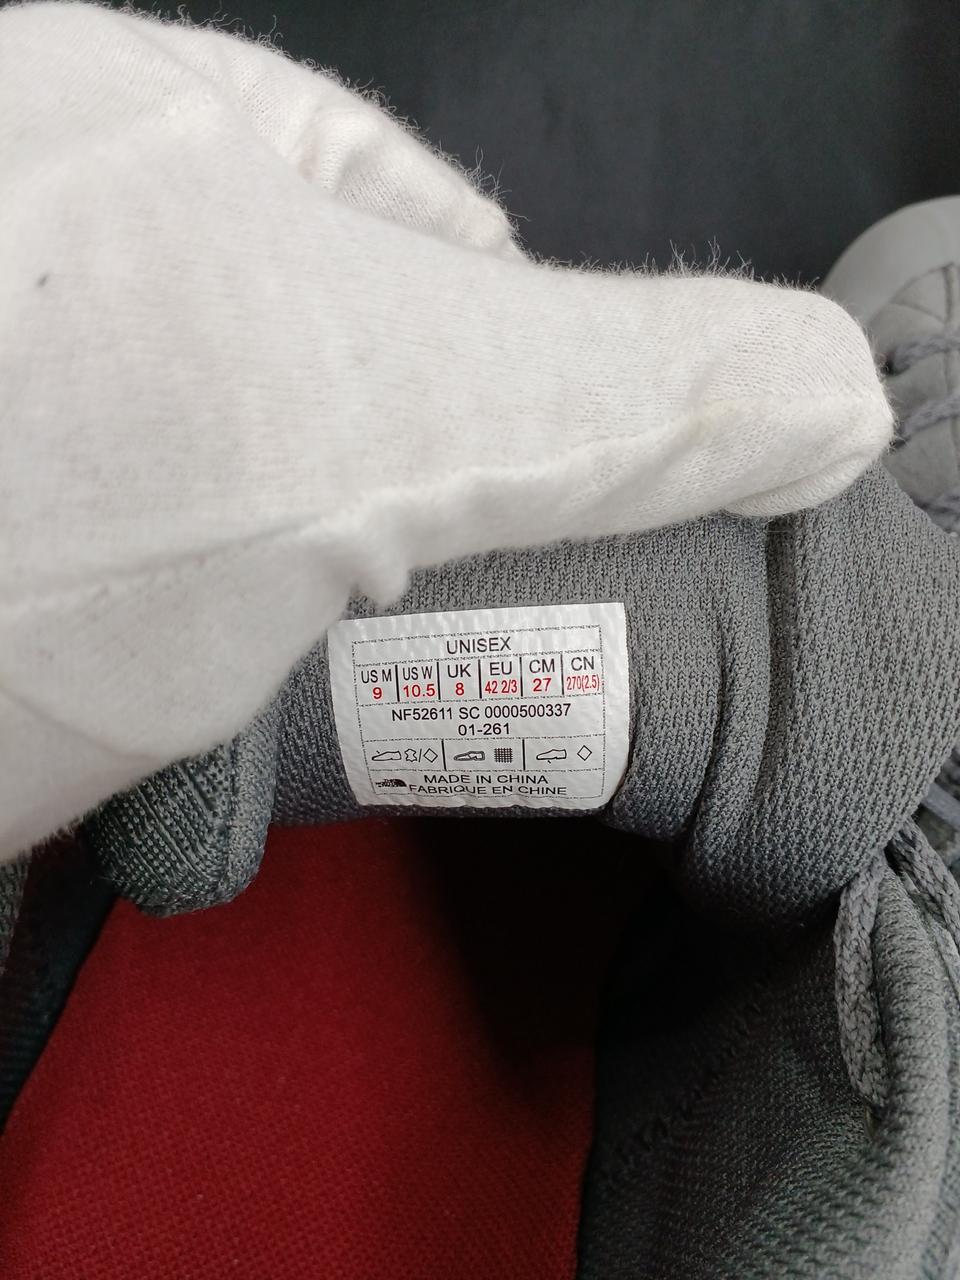 UNISEX
US M US W UK EU CM CN
9 10.5 8 42 2/3 27 270(2.5)
NF52611 SC 0000500337
01-261
MADE IN CHINA
FABRIQUE EN CHINE